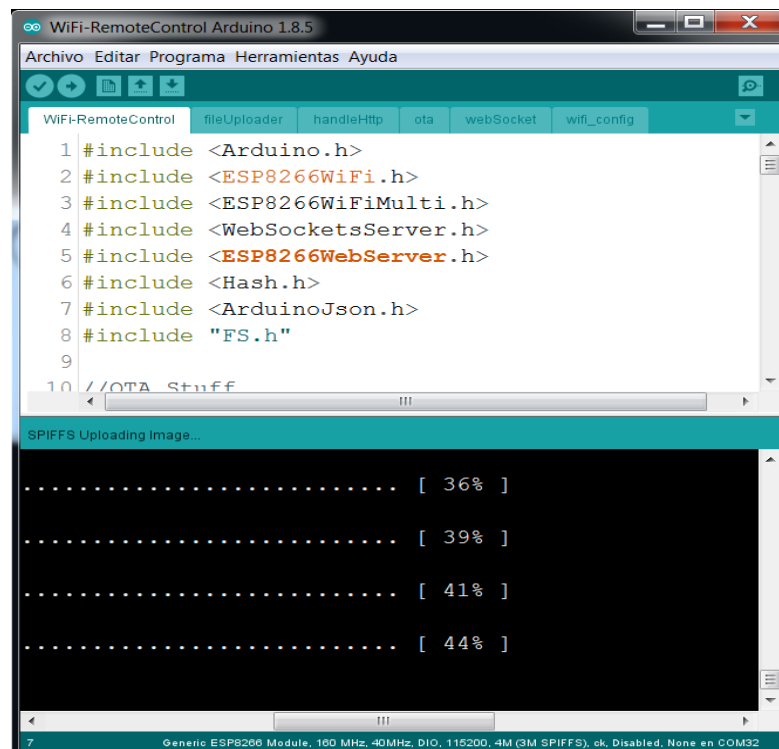 WiFi-RemoteControl Arduino 1.8.5
Archivo Editar Programa Herramientas Ayuda
WiFi-RemoteControl fileUploader handleHttp ota webSocket wifi_config
1 #include <Arduino.h>
2 #include <ESP8266WiFi.h>
3 #include <ESP8266WiFiMulti.h>
4 #include <WebSocketsServer.h>
5 #include <ESP8266WebServer.h>
6 #include <Hash.h>
7 #include <ArduinoJson.h>
8 #include "FS.h"
9
10 //OTA Stuff
SPIFFS Uploading Image...
........................... [ 36% ]
........................... [ 39% ]
........................... [ 41% ]
........................... [ 44% ]
7 Generic ESP8266 Module, 160 MHz, 40MHz, DIO, 115200, 4M (3M SPIFFS), ck, Disabled, None en COM32